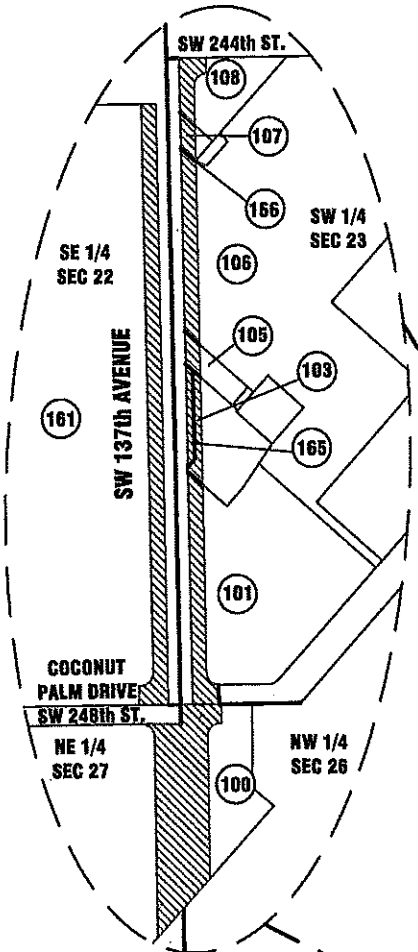 SW 244th ST.
108
107
166
SW 1/4
SEC 23
SE 1/4
SEC 22
106
105
103
SW 137th AVENUE
161
165
101
COCONUT
PALM DRIVE
SW 248th ST.
NE 1/4
SEC 27
NW 1/4
SEC 26
100